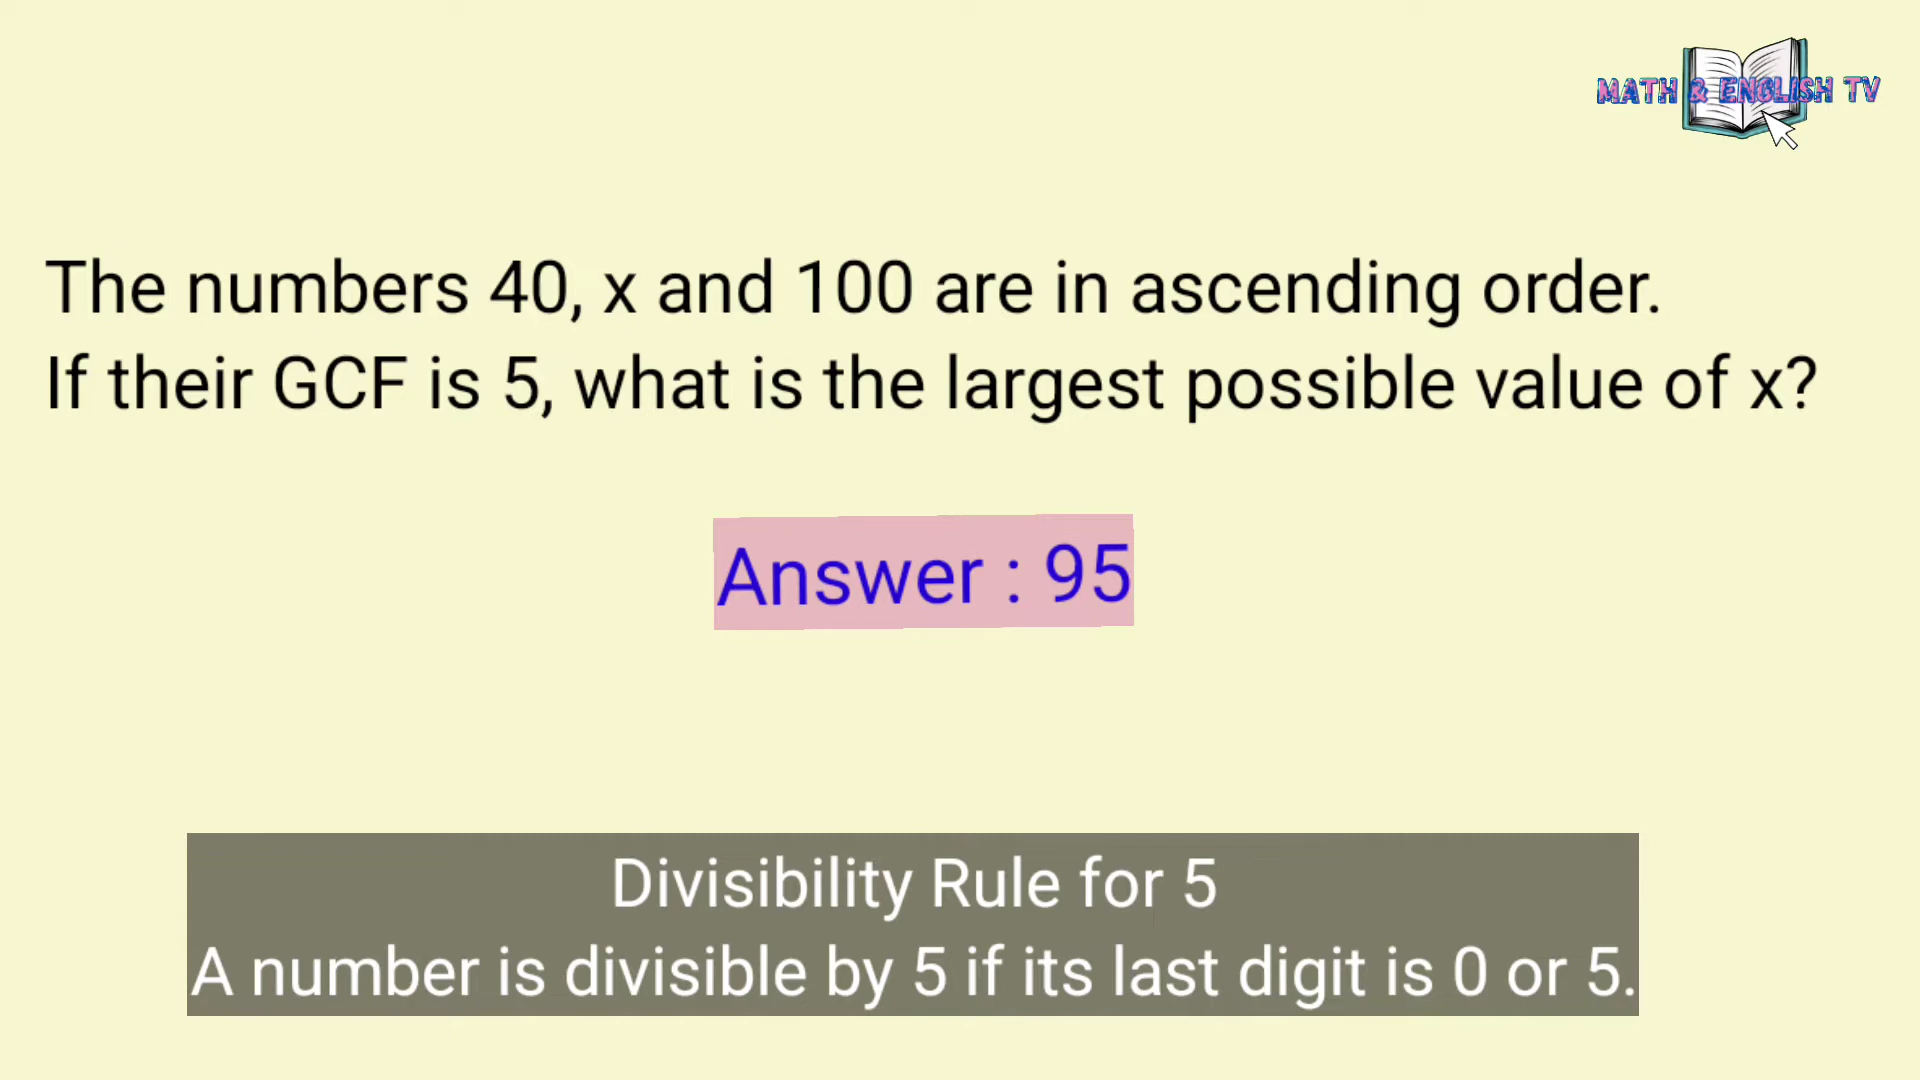 MATH & ENGLISH TV
The numbers 40, x and 100 are in ascending order.
If their GCF is 5, what is the largest possible value of x?
Answer : 95
Divisibility Rule for 5
A number is divisible by 5 if its last digit is 0 or 5.